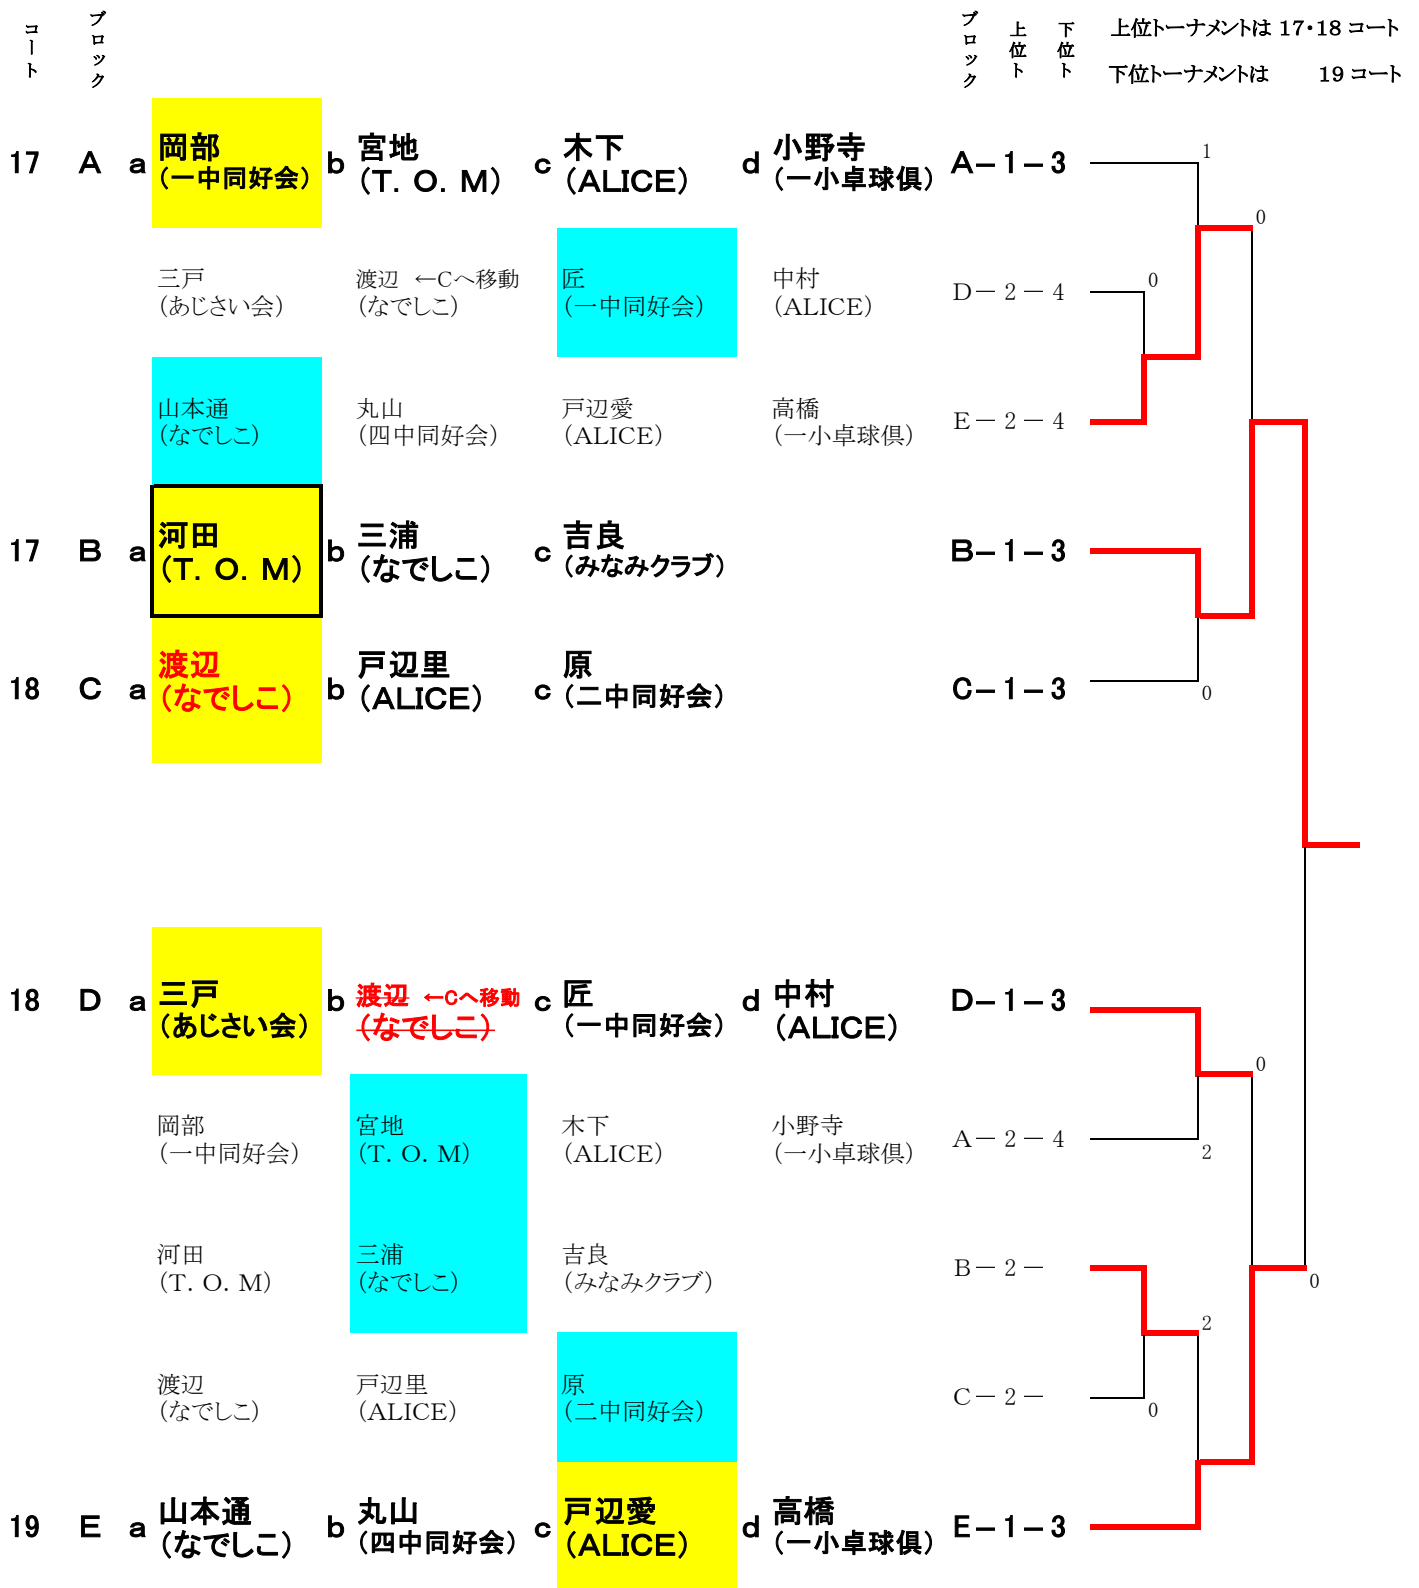 コート ブロック ブロック 上位ト 下位ト 上位トーナメントは 17・18 コート
下位トーナメントは 19 コート
17 A a 岡部 b 宮地 c 木下 d 小野寺 A－1－3 1
(一中同好会) (T．O．M) (ALICE) (一小卓球倶)
0
三戸 渡辺 ←Cへ移動 匠 中村 D－2－4 0
(あじさい会) (なでしこ) (一中同好会) (ALICE)
山本通 丸山 戸辺愛 高橋 E－2－4
(なでしこ) (四中同好会) (ALICE) (一小卓球倶)
17 B a 河田 b 三浦 c 吉良 B－1－3
(T．O．M) (なでしこ) (みなみクラブ)
18 C a 渡辺 b 戸辺里 c 原 C－1－3 0
(なでしこ) (ALICE) (二中同好会)
18 D a 三戸 b 渡辺 ←Cへ移動 c 匠 d 中村 D－1－3
(あじさい会) (なでしこ) (一中同好会) (ALICE)
0
岡部 宮地 木下 小野寺 A－2－4 2
(一中同好会) (T．O．M) (ALICE) (一小卓球倶)
河田 三浦 吉良 B－2－ 0
(T．O．M) (なでしこ) (みなみクラブ)
2
渡辺 戸辺里 原 C－2－ 0
(なでしこ) (ALICE) (二中同好会)
19 E a 山本通 b 丸山 c 戸辺愛 d 高橋 E－1－3
(なでしこ) (四中同好会) (ALICE) (一小卓球倶)